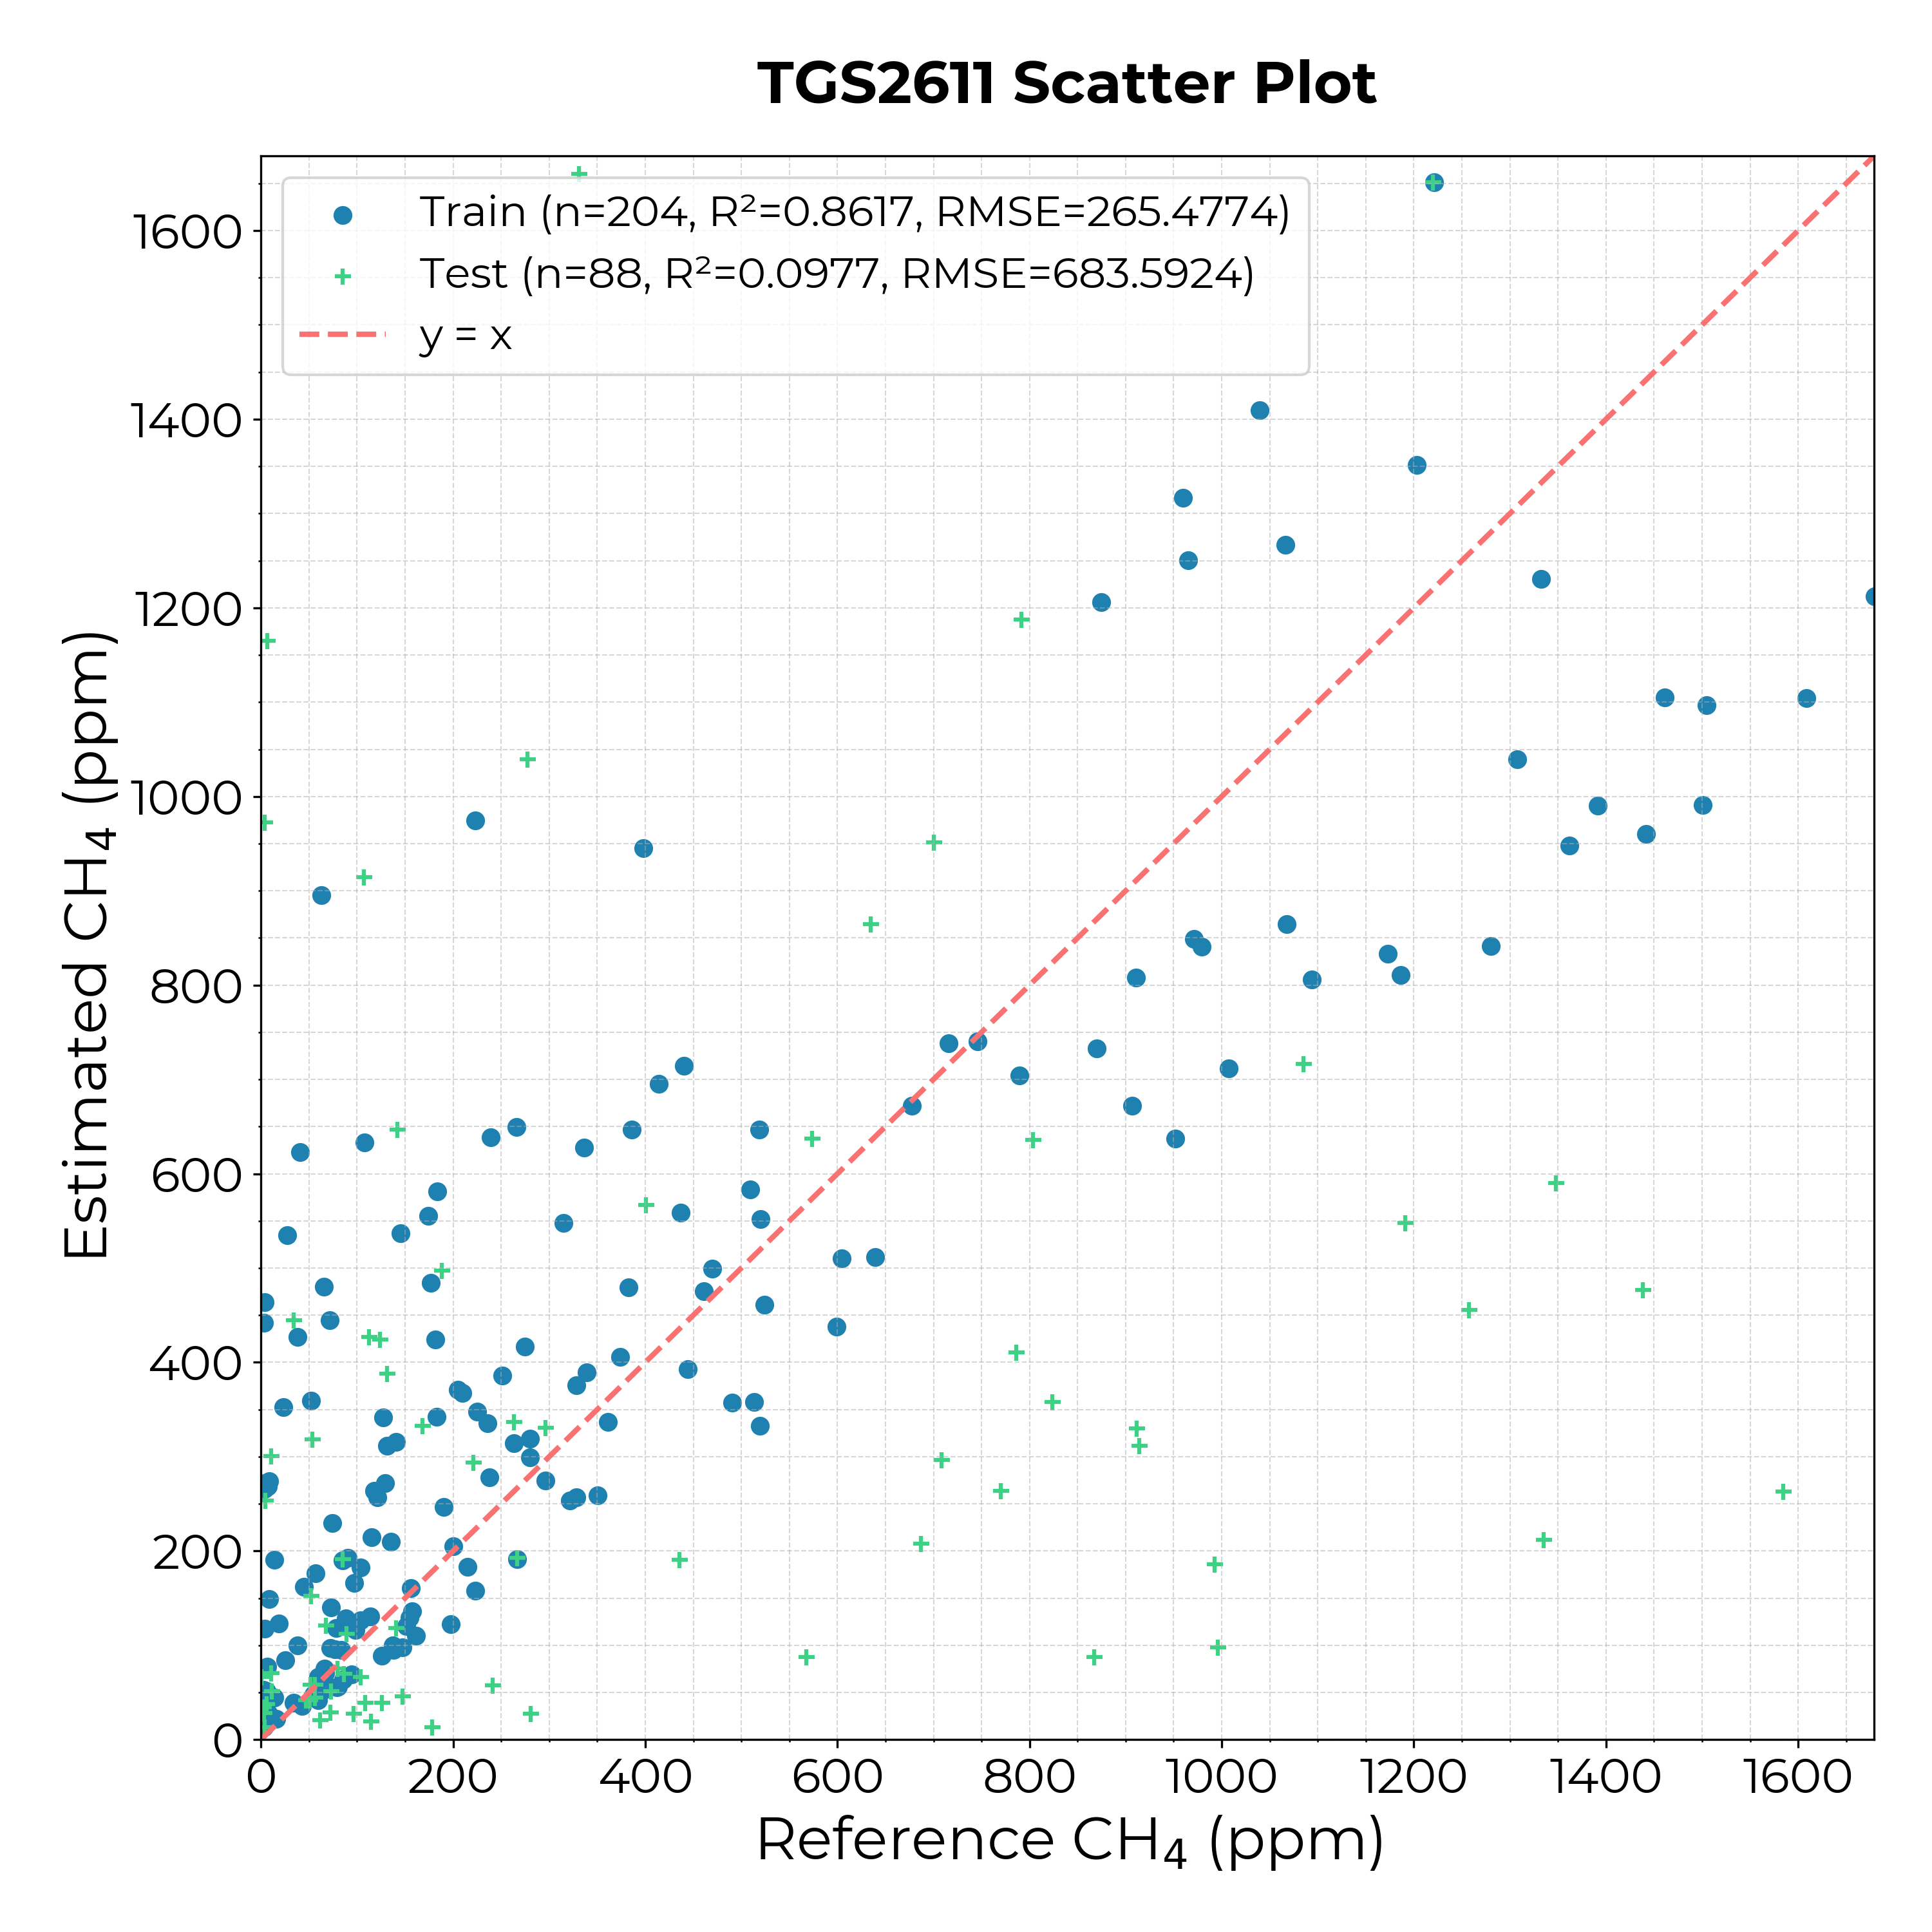 TGS2611 Scatter Plot
Train (n=204, R²=0.8617, RMSE=265.4774)
Test (n=88, R²=0.0977, RMSE=683.5924)
y = x
Estimated CH₄ (ppm)
1600
1400
1200
1000
800
600
400
200
0
0 200 400 600 800 1000 1200 1400 1600
Reference CH₄ (ppm)